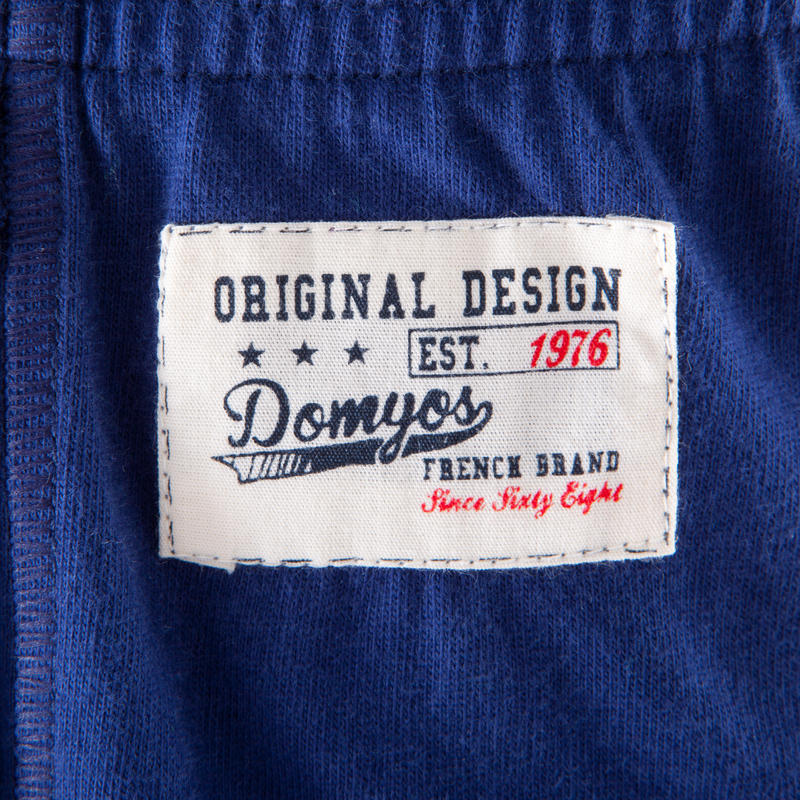 ORIGINAL DESIGN
EST. 1976
Domyos
FRENCH BRAND
Since Sixty Eight